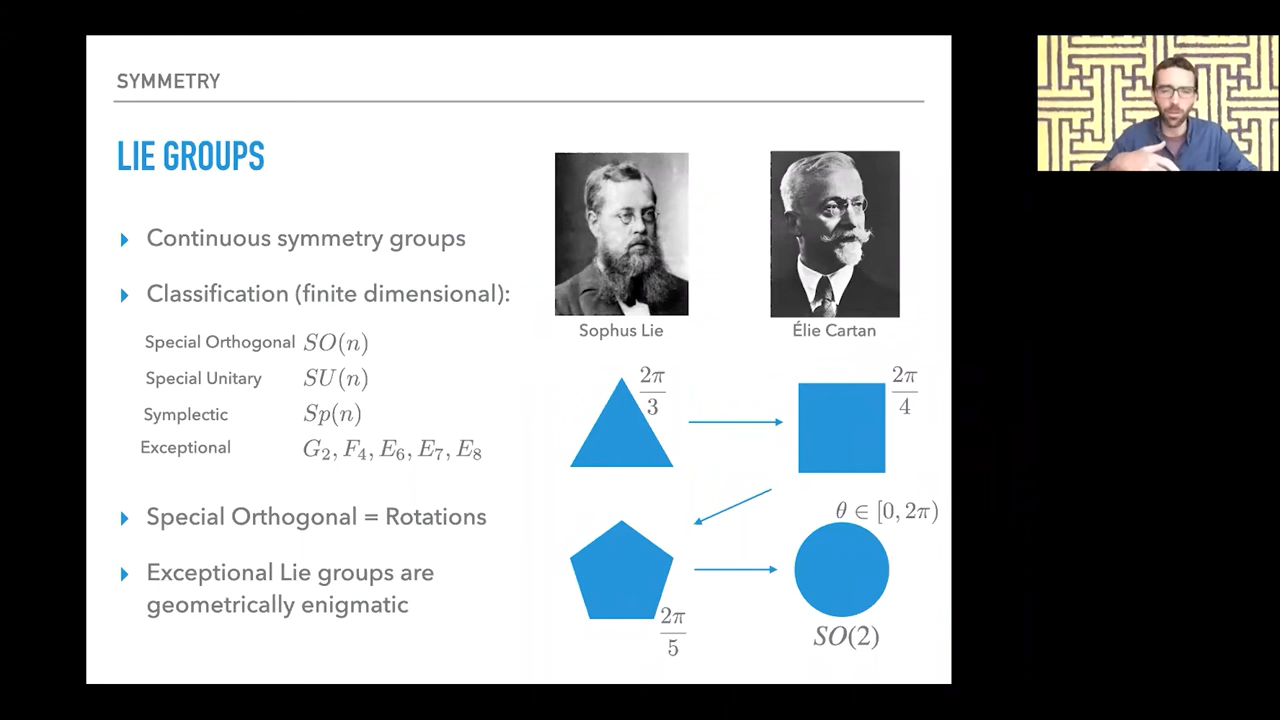 SYMMETRY
LIE GROUPS
Continuous symmetry groups
Classification (finite dimensional):
Special Orthogonal SO(n)
Special Unitary SU(n)
Symplectic Sp(n)
Exceptional G₂, F₄, E₆, E₇, E₈
Special Orthogonal = Rotations
Exceptional Lie groups are
geometrically enigmatic
Sophus Lie
Élie Cartan
2π
3
2π
4
2π
5
θ ∈ [0, 2π)
SO(2)